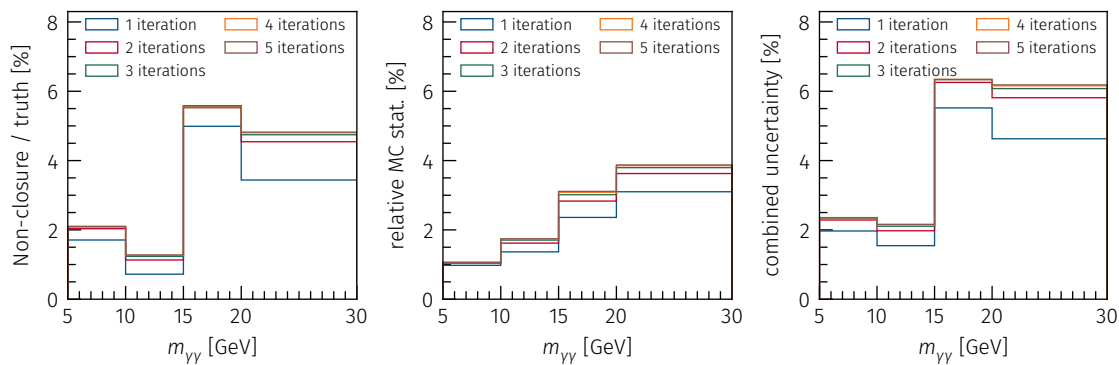 Non-closure / truth [%]
8
6
4
2
0
1 iteration
2 iterations
3 iterations
4 iterations
5 iterations
5 10 15 20 30
mγγ [GeV]
relative MC stat. [%]
8
6
4
2
0
1 iteration
2 iterations
3 iterations
4 iterations
5 iterations
5 10 15 20 30
mγγ [GeV]
combined uncertainty [%]
8
6
4
2
0
1 iteration
2 iterations
3 iterations
4 iterations
5 iterations
5 10 15 20 30
mγγ [GeV]